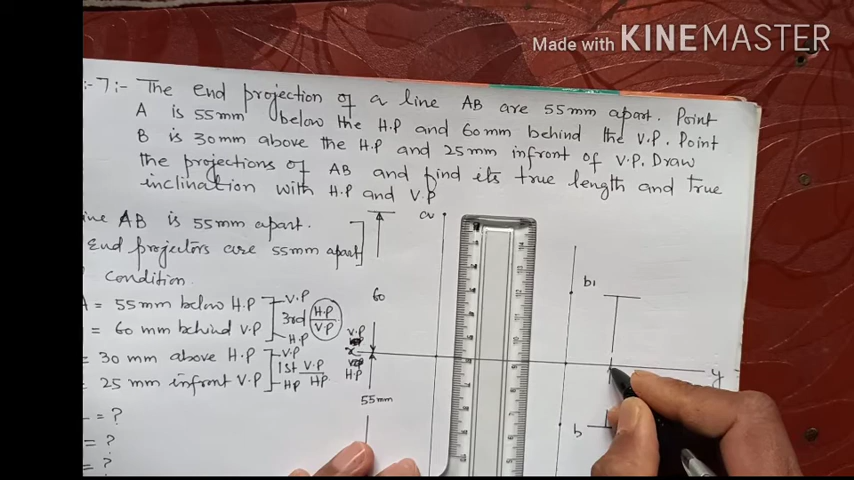 Made with KINEMASTER
-7:- The end projection of a line AB are 55mm apart. Point
A is 55mm below the H.P and 60mm behind the V.P. Point
B is 30mm above the H.P and 25mm infront of V.P. Draw
the projections of AB and find its true length and True
inclination with H.P and V.P
ine AB is 55mm apart.
End projectors are 55mm apart
condition.
A = 55mm below H.P
= 60 mm behind V.P
= 30 mm above H.P
= 25 mm infront V.P
= ?
= ?
= ?
V.P
3rd H.P
V.P
H.P
V.P
1st V.P
HP HP
a
60
V.P
x
H.P
55mm
b1
b
y